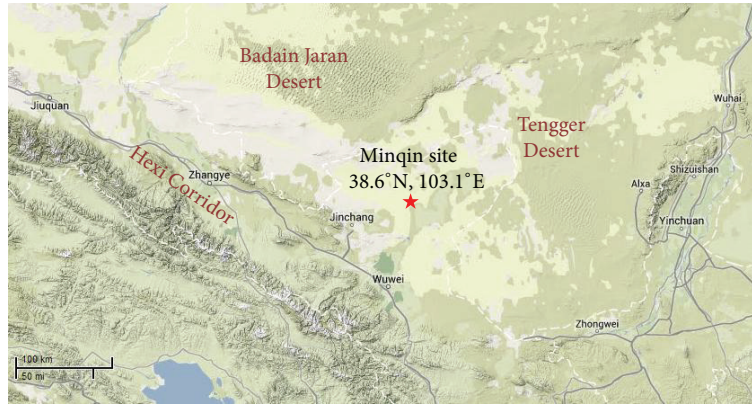 Badain Jaran
Desert
Wuhai
Jiuquan
Tengger
Desert
Minqin site
38.6°N, 103.1°E
Hexi Corridor
Zhangye
Shizuishan
Alxa
Jinchang
Yinchuan
Wuwei
Zhongwei
100 km
50 mi